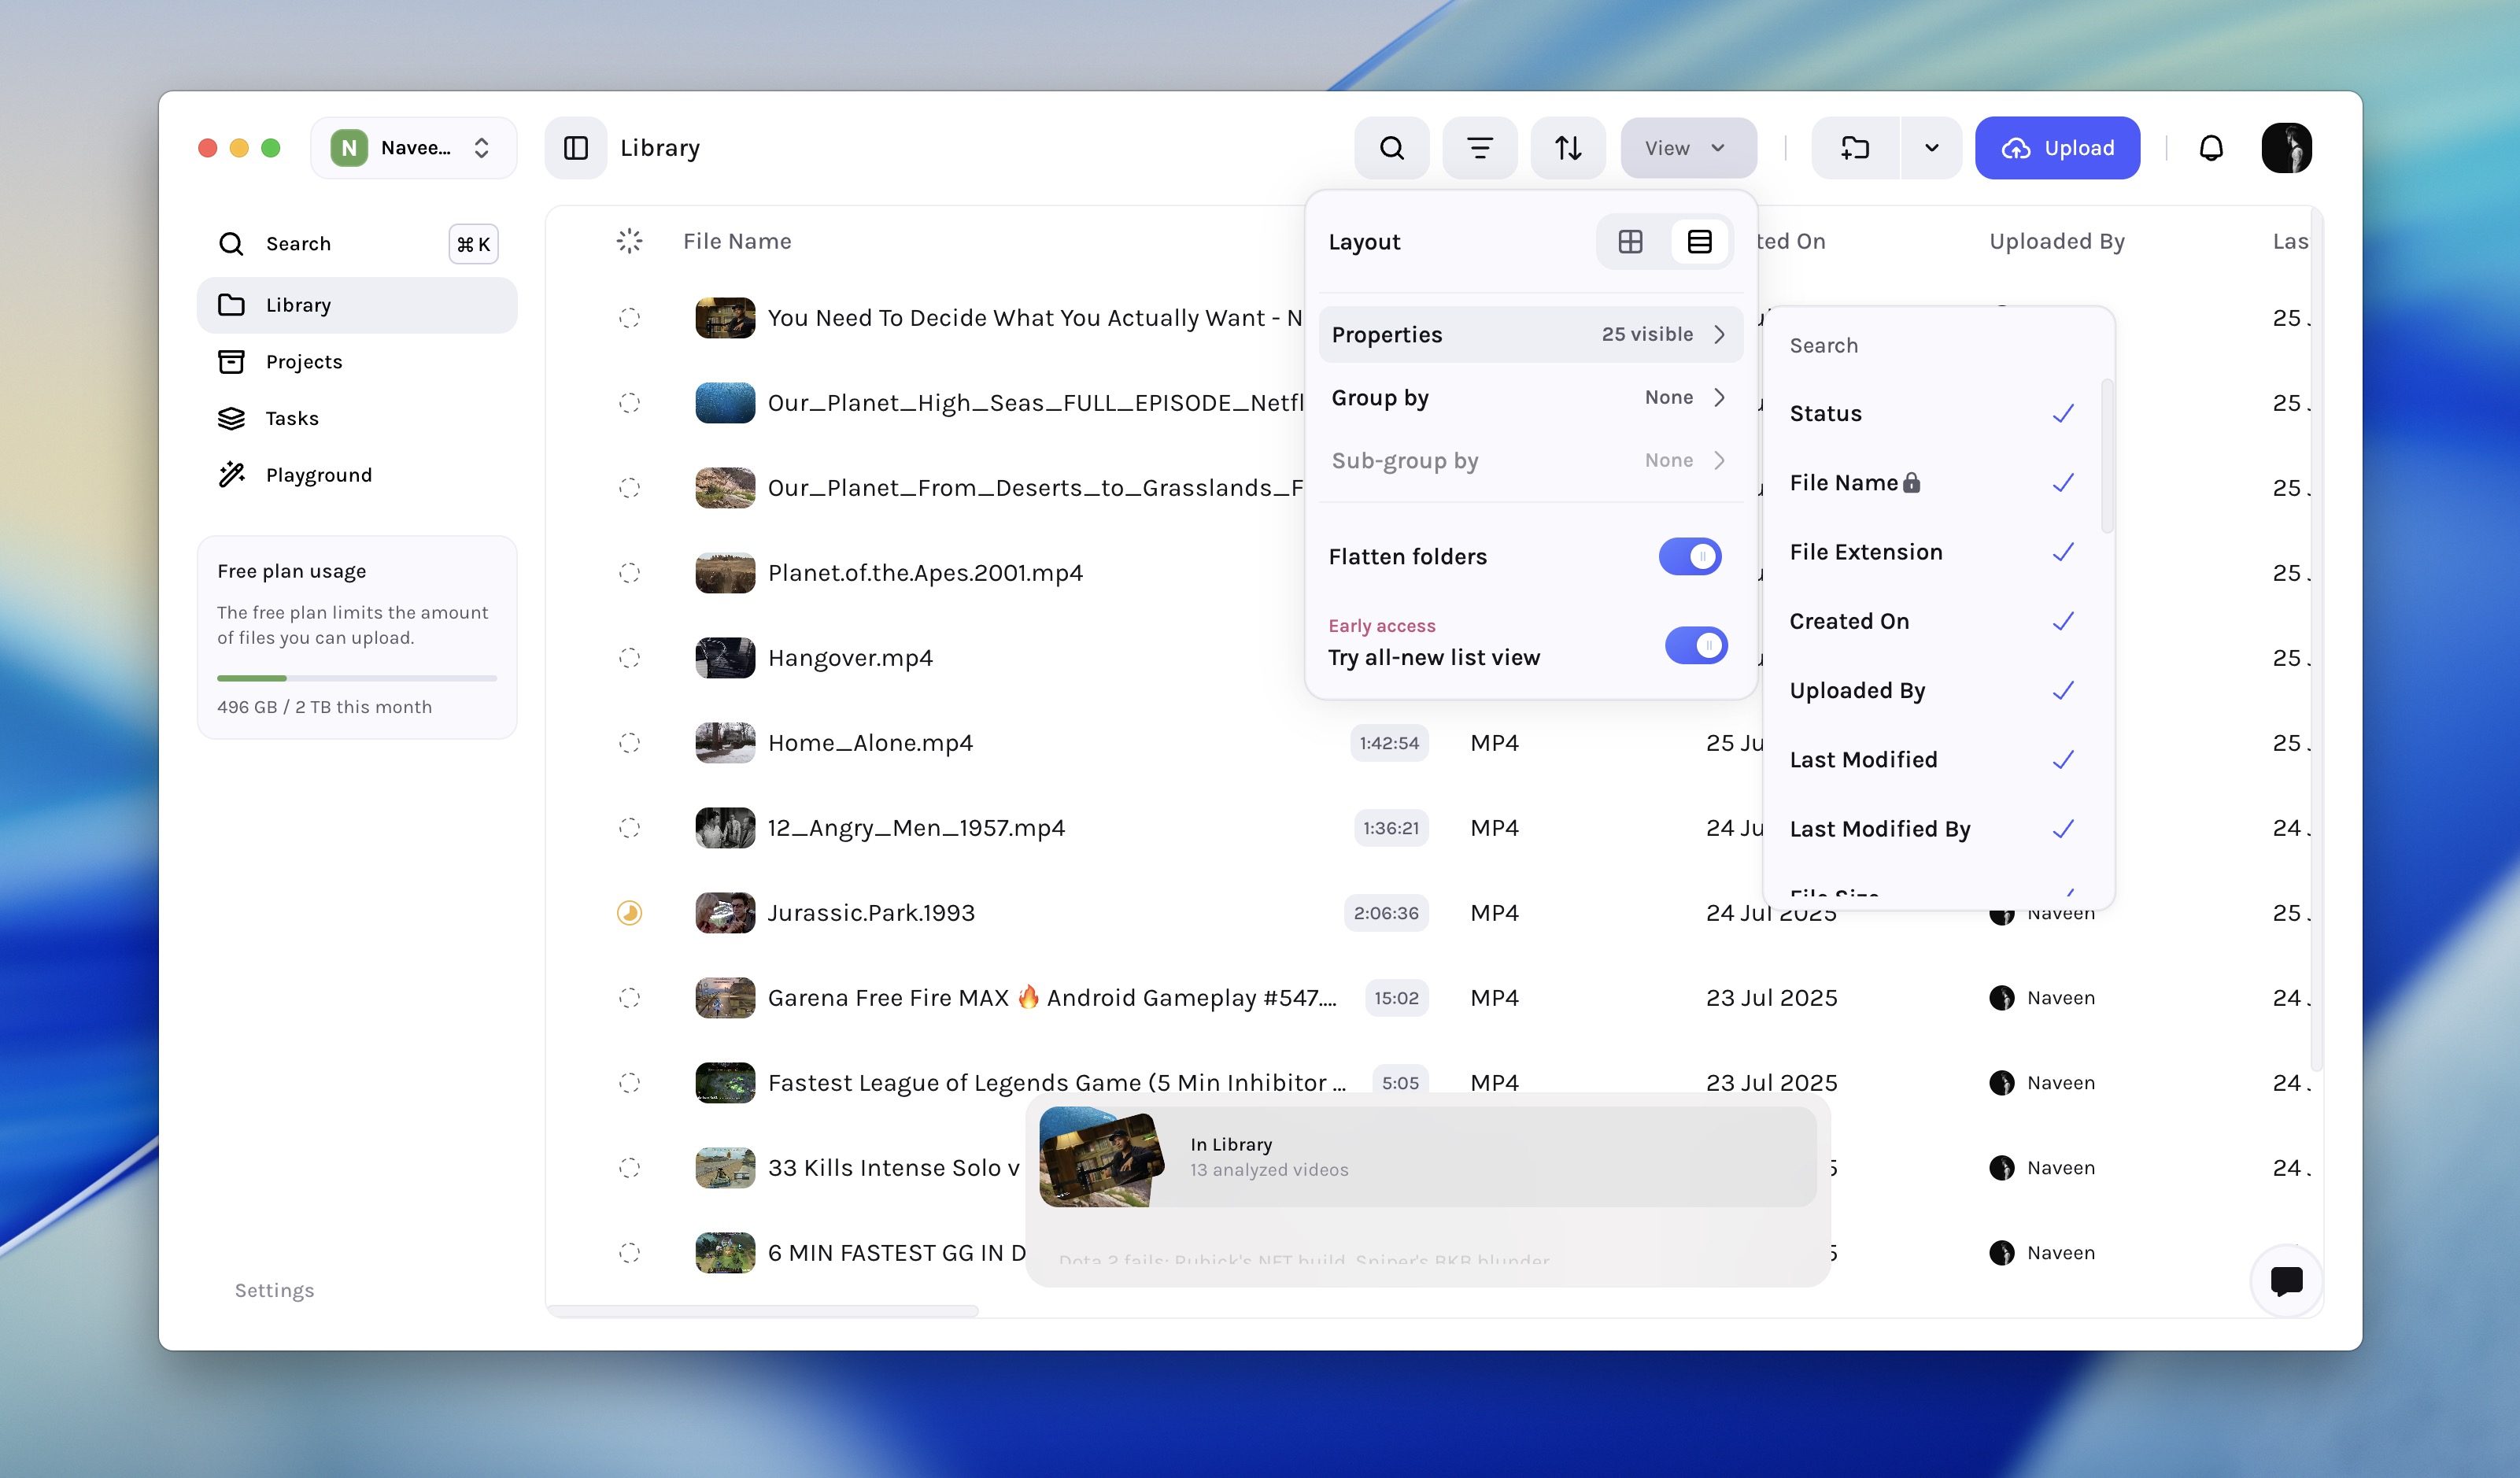 N Navee...
Library
View
Upload
Search ⌘ K
Library
Projects
Tasks
Playground
Free plan usage
The free plan limits the amount
of files you can upload.
496 GB / 2 TB this month
Settings
File Name
Uploaded By
Las
You Need To Decide What You Actually Want - N
25
Our_Planet_High_Seas_FULL_EPISODE_Netfl
25
Our_Planet_From_Deserts_to_Grasslands_F
25
Planet.of.the.Apes.2001.mp4
25
Hangover.mp4
25
Home_Alone.mp4 1:42:54 MP4 25 Ju
25
12_Angry_Men_1957.mp4 1:36:21 MP4 24 Ju
24
Jurassic.Park.1993 2:06:36 MP4 24 Jul 2025 Naveen 25
Garena Free Fire MAX 🔥 Android Gameplay #547.... 15:02 MP4 23 Jul 2025 Naveen 24
Fastest League of Legends Game (5 Min Inhibitor ... 5:05 MP4 23 Jul 2025 Naveen 24
33 Kills Intense Solo v
5 Naveen 24
6 MIN FASTEST GG IN D
5 Naveen
Layout
Properties 25 visible
Group by None
Sub-group by None
Flatten folders
Early access
Try all-new list view
ted On
Search
Status
File Name
File Extension
Created On
Uploaded By
Last Modified
Last Modified By
File Size
In Library
13 analyzed videos
Dota 2 fails: Rubick's NFT build, Sniper's BKB blunder